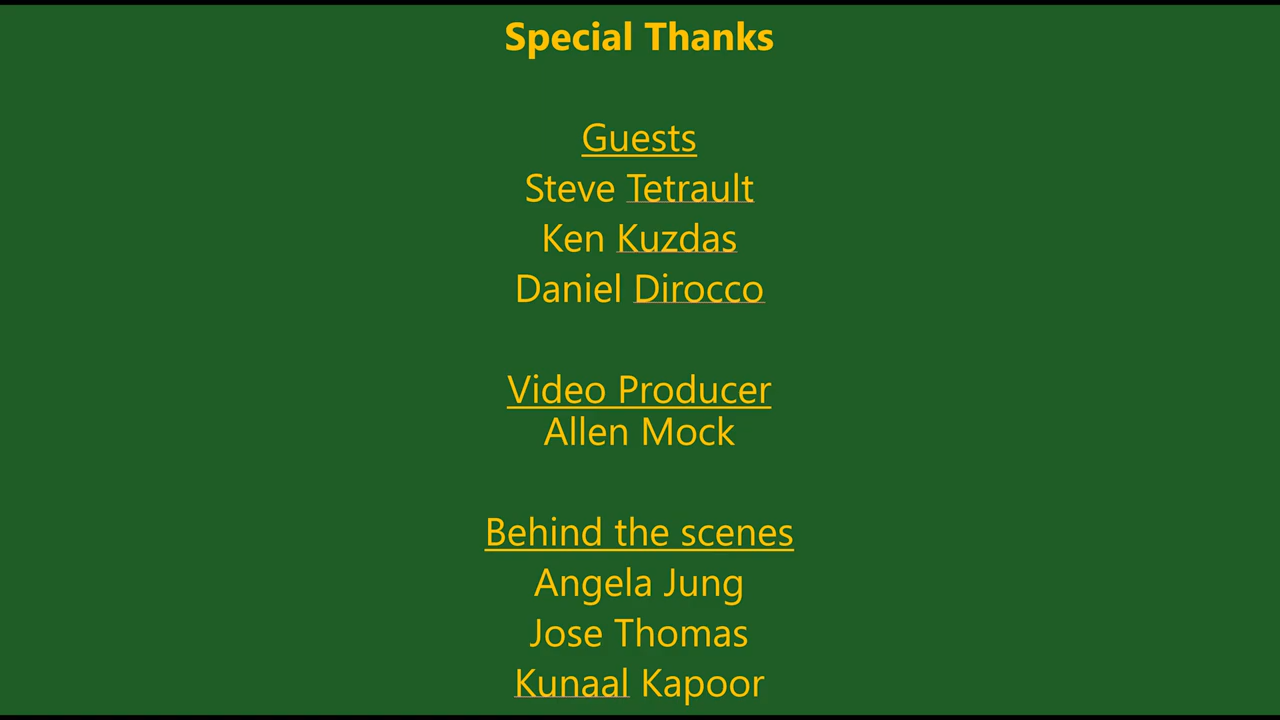 Special Thanks
Guests
Steve Tetrault
Ken Kuzdas
Daniel Dirocco
Video Producer
Allen Mock
Behind the scenes
Angela Jung
Jose Thomas
Kunaal Kapoor